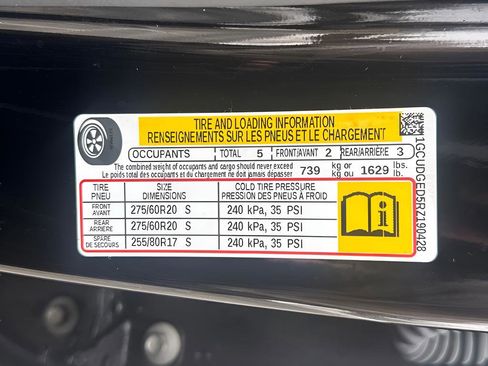 TIRE AND LOADING INFORMATION
RENSEIGNEMENTS SUR LES PNEUS ET LE CHARGEMENT
OCCUPANTS TOTAL 5 FRONT/AVANT 2 REAR/ARRIÈRE 3
The combined weight of occupants and cargo should never exceed 739 kg or 1629 lbs.
Le poids total des occupants et du chargement ne doit jamais dépasser kg ou lb.
TIRE PNEU SIZE DIMENSIONS COLD TIRE PRESSURE PRESSION DES PNEUS À FROID
FRONT AVANT 275/60R20 S 240 kPa, 35 PSI
REAR ARRIÈRE 275/60R20 S 240 kPa, 35 PSI
SPARE DE SECOURS 255/80R17 S 240 kPa, 35 PSI
1GCUDGED5RZ190428